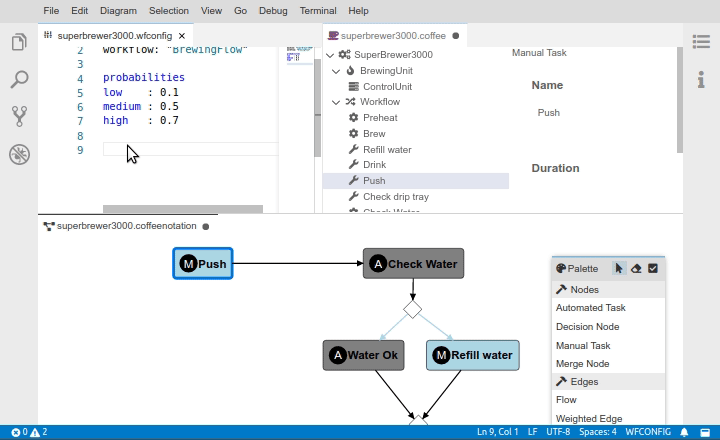 File Edit Diagram Selection View Go Debug Terminal Help
superbrewer3000.wfconfig ×
2 workflow: "BrewingFlow"
3
4 probabilities
5 low : 0.1
6 medium : 0.5
7 high : 0.7
8
9
superbrewer3000.coffee
SuperBrewer3000
BrewingUnit
ControlUnit
Workflow
Preheat
Brew
Refill water
Drink
Push
Check drip tray
Check Water
Manual Task
Name
Push
Duration
superbrewer3000.coffeenotation
M Push
A Check Water
A Water Ok
M Refill water
Palette
Nodes
Automated Task
Decision Node
Manual Task
Merge Node
Edges
Flow
Weighted Edge
0 2 Ln 9, Col 1 LF UTF-8 Spaces: 4 WFCONFIG